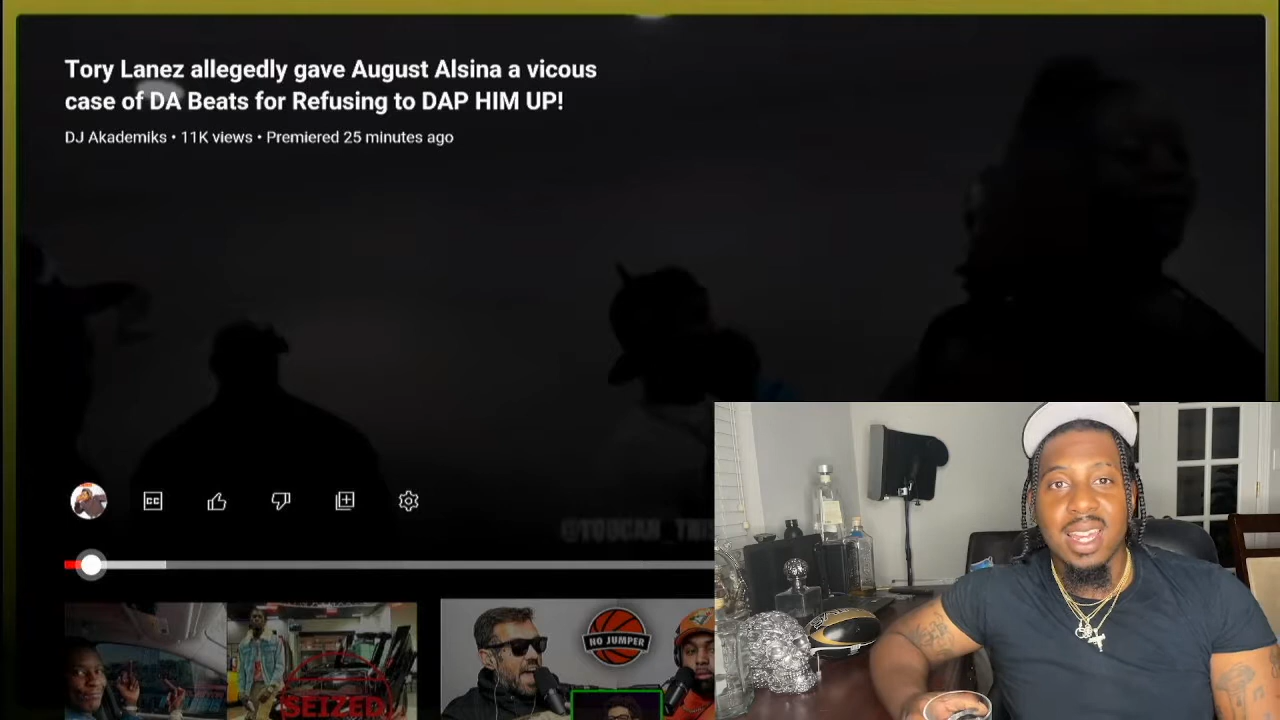 Tory Lanez allegedly gave August Alsina a vicous
case of DA Beats for Refusing to DAP HIM UP!
DJ Akademiks • 11K views • Premiered 25 minutes ago
CC
NO JUMPER
SEIZED